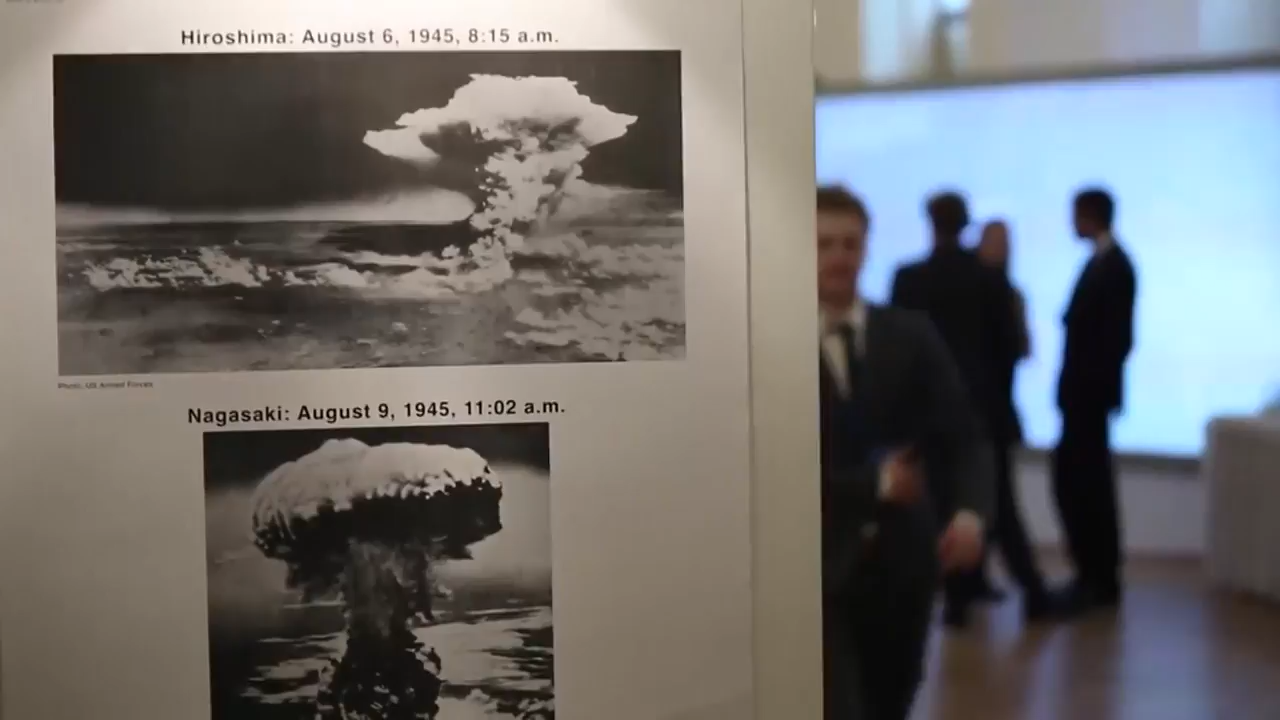 Hiroshima: August 6, 1945, 8:15 a.m.
Photo: US Armed Forces
Nagasaki: August 9, 1945, 11:02 a.m.